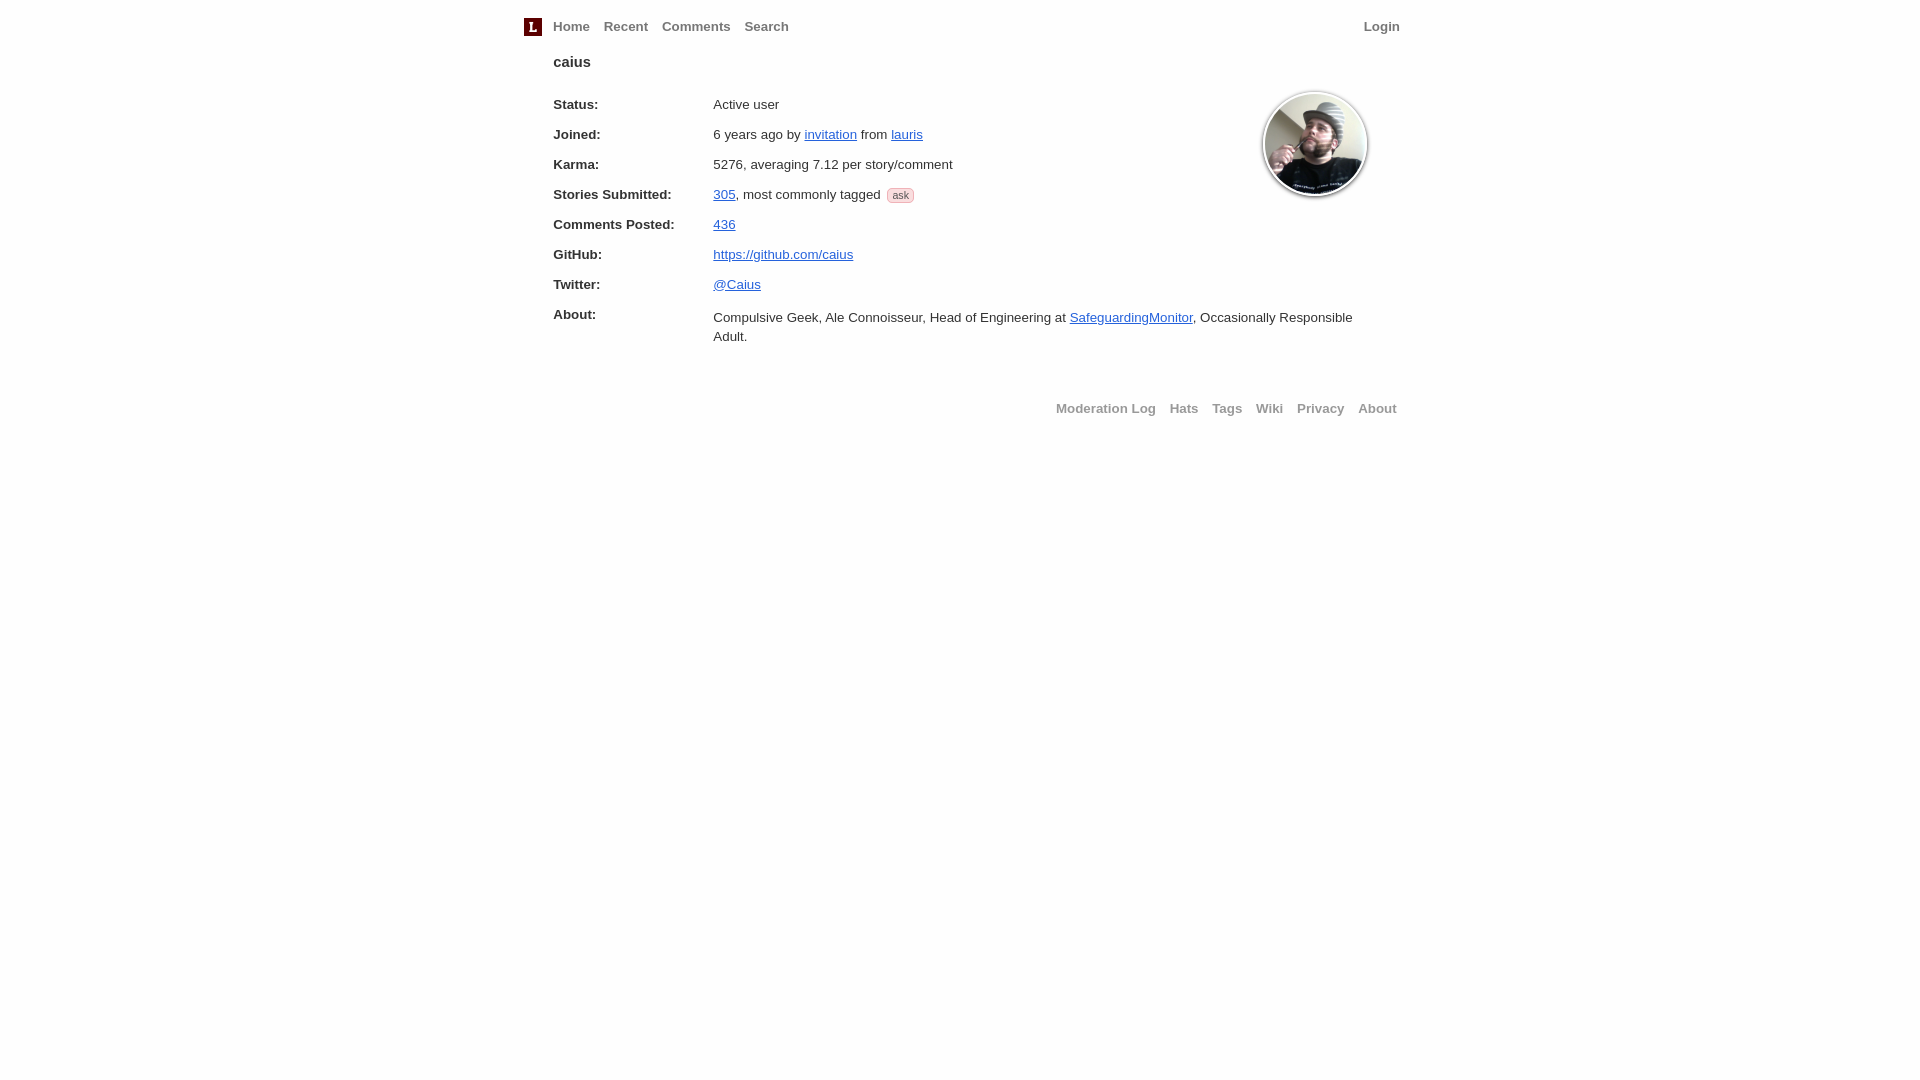 L Home Recent Comments Search Login
caius
Status: Active user
Joined: 6 years ago by invitation from lauris
Karma: 5276, averaging 7.12 per story/comment
Stories Submitted: 305, most commonly tagged ask
Comments Posted: 436
GitHub: https://github.com/caius
Twitter: @Caius
About: Compulsive Geek, Ale Connoisseur, Head of Engineering at SafeguardingMonitor, Occasionally Responsible
Adult.
Moderation Log Hats Tags Wiki Privacy About